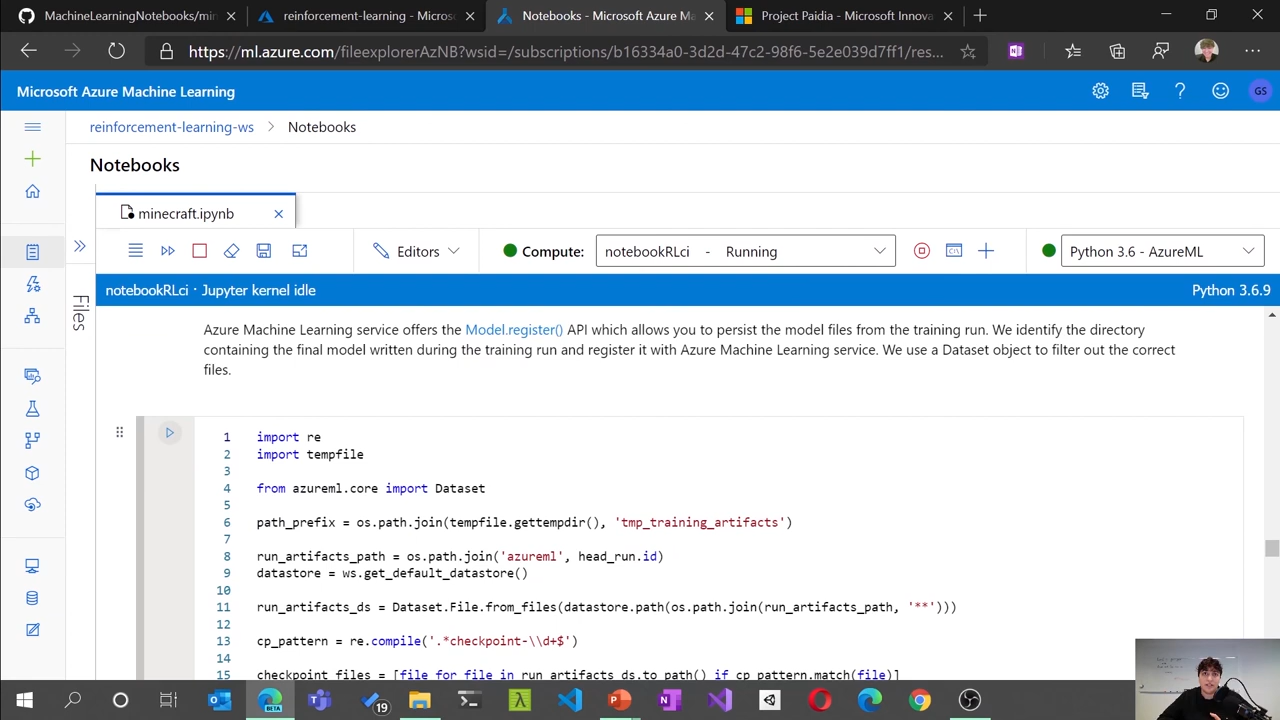 MachineLearningNotebooks/min
reinforcement-learning - Microso
Notebooks - Microsoft Azure Ma
Project Paidia - Microsoft Innova
https://ml.azure.com/fileexplorerAzNB?wsid=/subscriptions/b16334a0-3d2d-47c2-98f6-5e2e039d7ff1/res...
Microsoft Azure Machine Learning
GS
reinforcement-learning-ws > Notebooks
Notebooks
minecraft.ipynb
Editors
Compute:
notebookRLci - Running
Python 3.6 - AzureML
notebookRLci · Jupyter kernel idle
Python 3.6.9
Files
Azure Machine Learning service offers the Model.register() API which allows you to persist the model files from the training run. We identify the directory
containing the final model written during the training run and register it with Azure Machine Learning service. We use a Dataset object to filter out the correct
files.
1 import re
2 import tempfile
3
4 from azureml.core import Dataset
5
6 path_prefix = os.path.join(tempfile.gettempdir(), 'tmp_training_artifacts')
7
8 run_artifacts_path = os.path.join('azureml', head_run.id)
9 datastore = ws.get_default_datastore()
10
11 run_artifacts_ds = Dataset.File.from_files(datastore.path(os.path.join(run_artifacts_path, '**')))
12
13 cp_pattern = re.compile('.*checkpoint-\\d+$')
14
15 checkpoint_files = [file for file in run_artifacts_ds.to_path() if cp_pattern.match(file)]
19
BETA